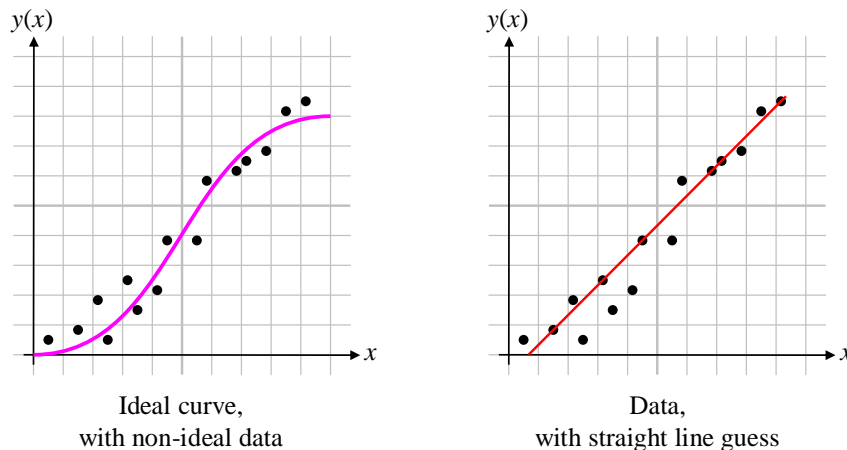 y(x)
x
Ideal curve,
with non-ideal data
y(x)
x
Data,
with straight line guess